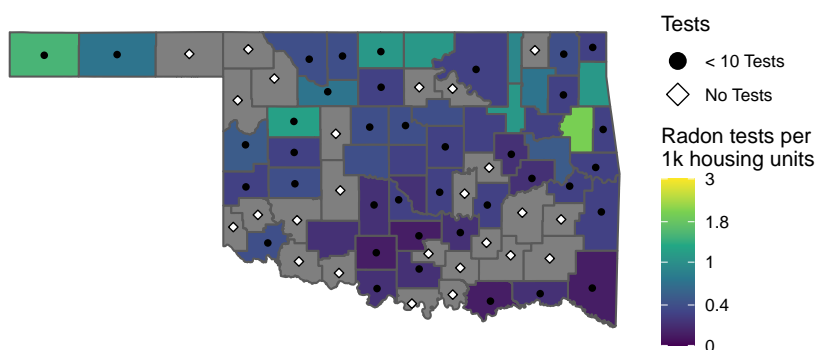 Tests
< 10 Tests
No Tests
Radon tests per
1k housing units
3
1.8
1
0.4
0